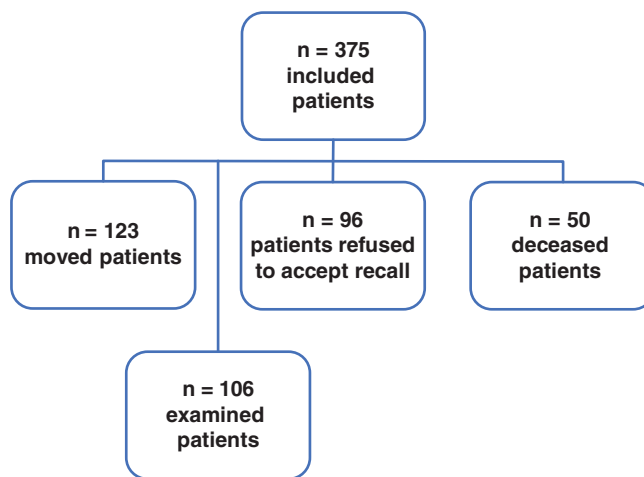 n = 375
included
patients
n = 123
moved patients
n = 96
patients refused
to accept recall
n = 50
deceased
patients
n = 106
examined
patients